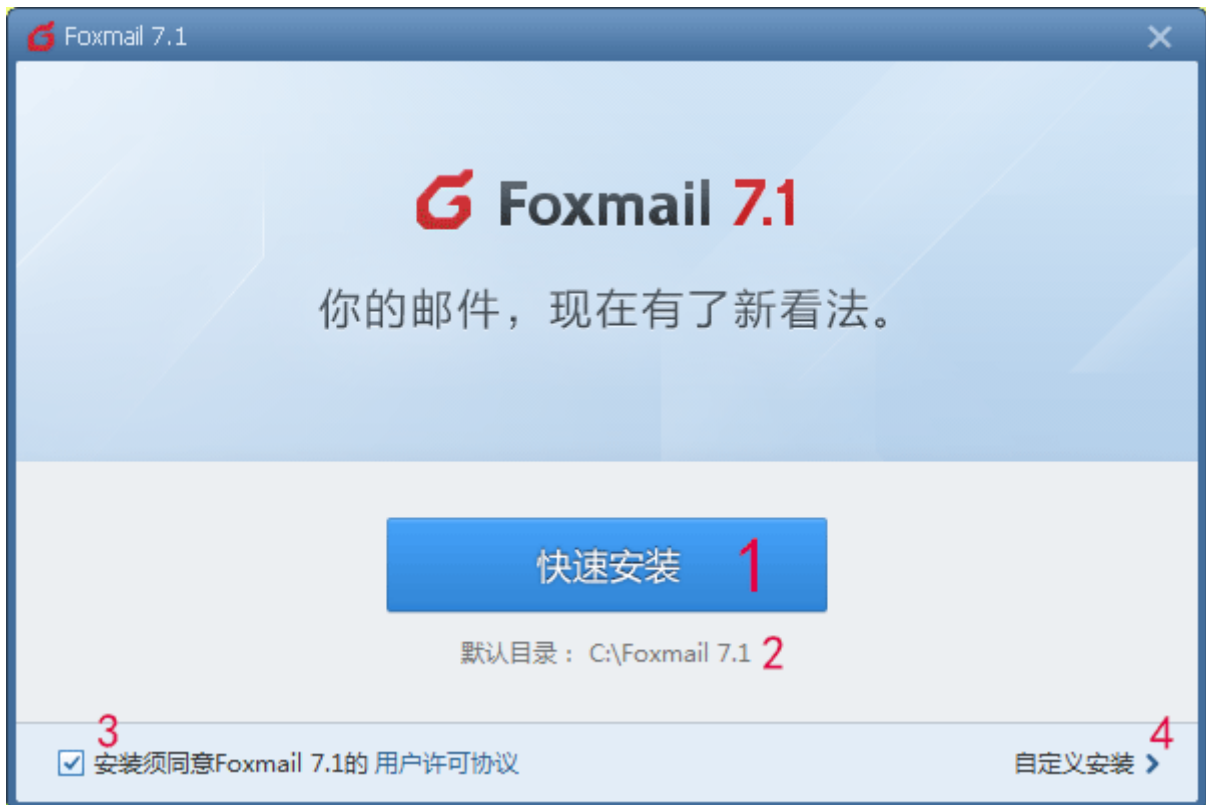 Foxmail 7.1
Foxmail 7.1
你的邮件，现在有了新看法。
快速安装 1
默认目录： C:\Foxmail 7.1 2
3
4
安装须同意Foxmail 7.1的 用户许可协议
自定义安装